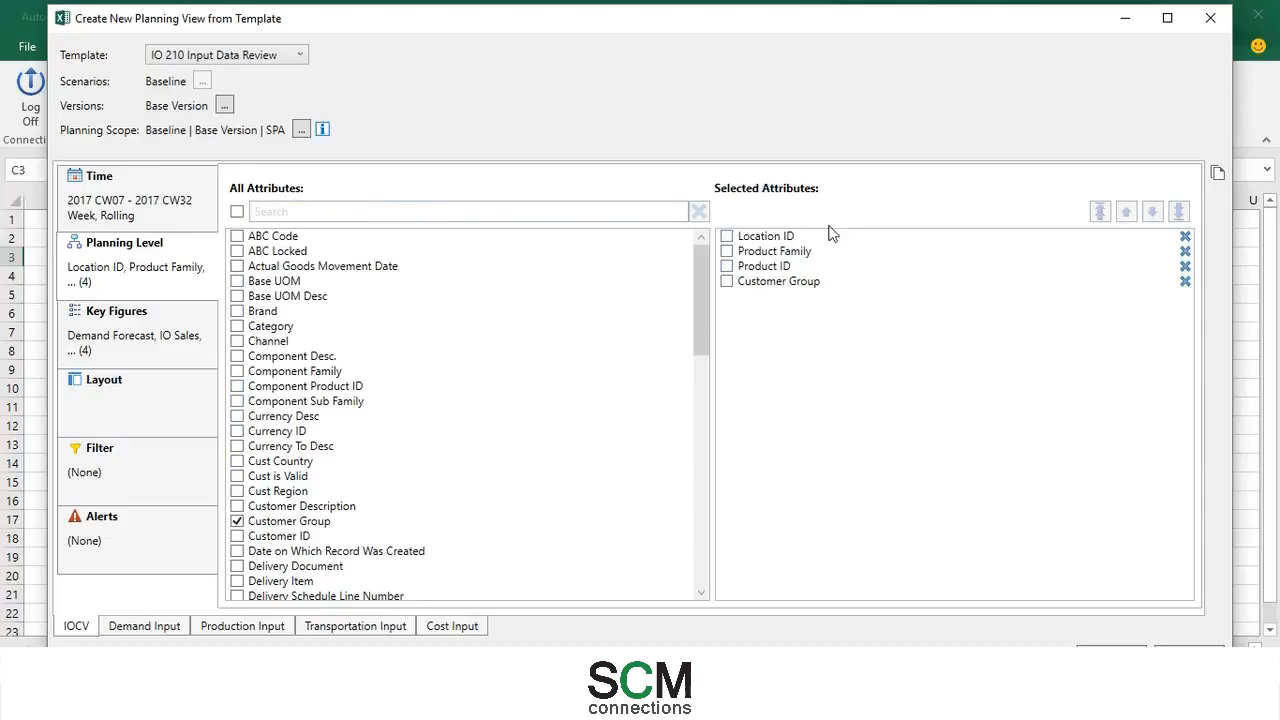 Create New Planning View from Template
File
Template: IO 210 Input Data Review
Scenarios: Baseline ...
Versions: Base Version ...
Planning Scope: Baseline | Base Version | SPA ...
Log
Off
Connecti
C3
U
1
2
3
4
5
6
7
8
9
10
11
12
13
14
15
16
17
18
19
20
21
22
23
Time
2017 CW07 - 2017 CW32
Week, Rolling
Planning Level
Location ID, Product Family,
... (4)
Key Figures
Demand Forecast, IO Sales,
... (4)
Layout
Filter
(None)
Alerts
(None)
All Attributes:
Search
ABC Code
ABC Locked
Actual Goods Movement Date
Base UOM
Base UOM Desc
Brand
Category
Channel
Component Desc.
Component Family
Component Product ID
Component Sub Family
Currency Desc
Currency ID
Currency To Desc
Cust Country
Cust is Valid
Cust Region
Customer Description
Customer Group
Customer ID
Date on Which Record Was Created
Delivery Document
Delivery Item
Delivery Schedule Line Number
Selected Attributes:
Location ID
Product Family
Product ID
Customer Group
IOCV Demand Input Production Input Transportation Input Cost Input
SCM
connections